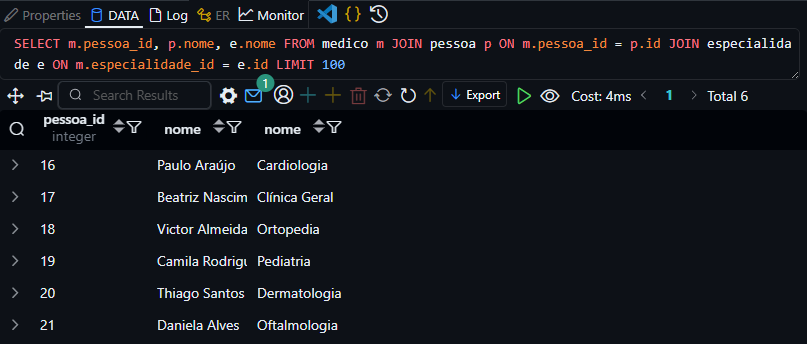 Properties DATA Log ER Monitor {}
SELECT m.pessoa_id, p.nome, e.nome FROM medico m JOIN pessoa p ON m.pessoa_id = p.id JOIN especialida
de e ON m.especialidade_id = e.id LIMIT 100
Search Results 1 Export Cost: 4ms < 1 > Total 6
pessoa_id nome nome
integer
16 Paulo Araújo Cardiologia
17 Beatriz Nascim Clínica Geral
18 Victor Almeida Ortopedia
19 Camila Rodrigu Pediatria
20 Thiago Santos Dermatologia
21 Daniela Alves Oftalmologia